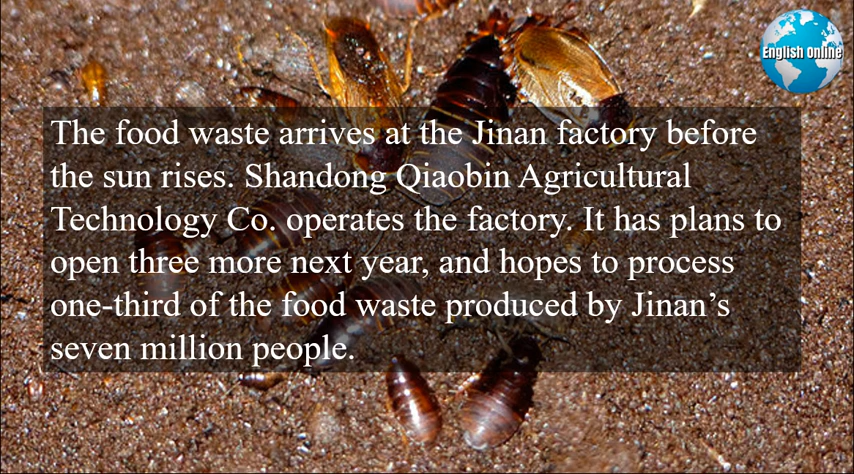 English Online
The food waste arrives at the Jinan factory before
the sun rises. Shandong Qiaobin Agricultural
Technology Co. operates the factory. It has plans to
open three more next year, and hopes to process
one-third of the food waste produced by Jinan’s
seven million people.